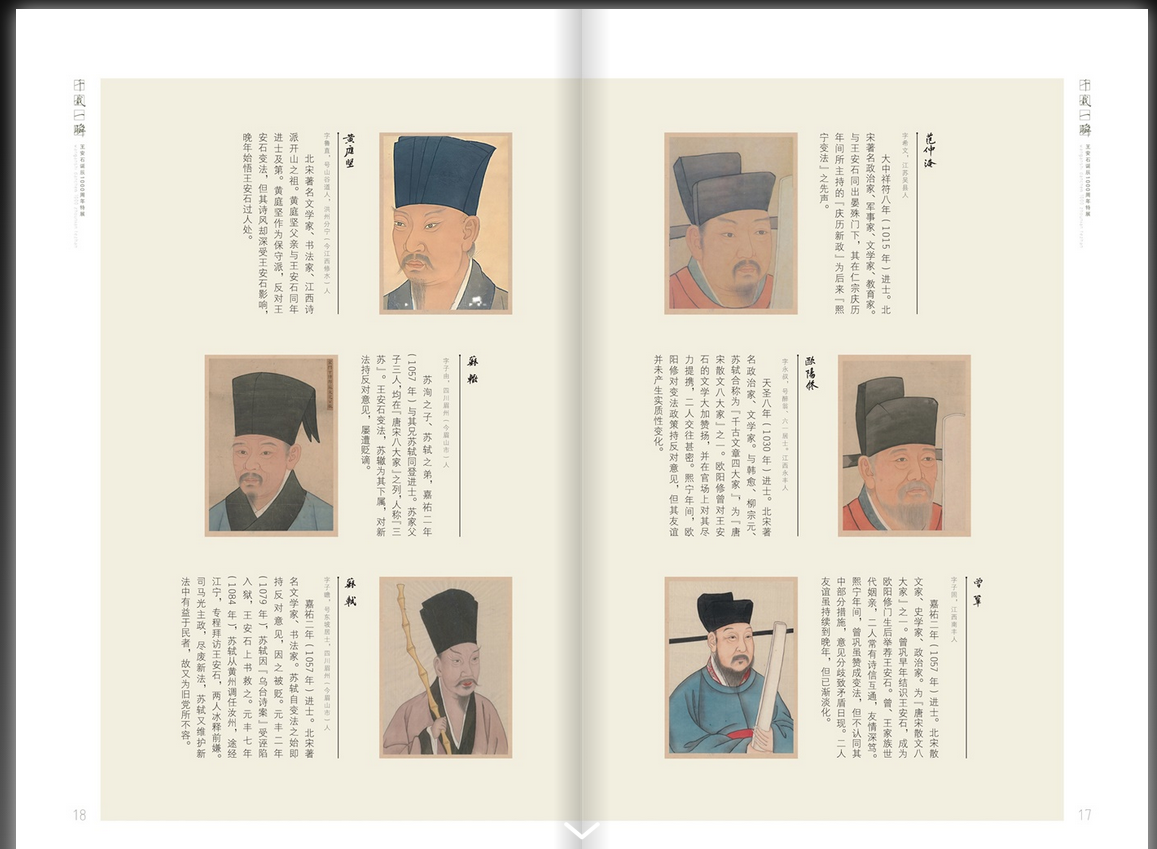 王安石诞辰1000周年特展
范仲淹
字希文，江苏吴县人
大中祥符八年（1015年）进士。北
宋著名政治家、军事家、文学家、教育家。
与王安石同出晏殊门下，其在仁宗庆历
年间所主持的『庆历新政』为后来『熙
宁变法』之先声。
欧阳修
字永叔，号醉翁、六一居士，江西永丰人
天圣八年（1030年）进士。北宋著
名政治家、文学家。与韩愈、柳宗元、
苏轼合称为『千古文章四大家』，为『唐
宋散文八大家』之一。欧阳修曾对王安
石的文学大加赞扬，并在官场上对其尽
力提携，二人交往甚密。熙宁年间，欧
阳修对变法政策持反对意见，但其友谊
并未产生实质性变化。
曾巩
字子固，江西南丰人
嘉祐二年（1057年）进士。北宋散
文家、史学家、政治家。为『唐宋散文八
大家』之一。曾巩早年结识王安石，成为
欧阳修门生后举荐王安石。曾、王家族世
代姻亲，二人常有诗信互通，友情深笃。
熙宁年间，曾巩虽赞成变法，但不认同其
中部分措施，意见分歧致矛盾日现。二人
友谊虽持续到晚年，但已渐淡化。
17
黄庭坚
字鲁直，号山谷道人，洪州分宁（今江西修水）人
北宋著名文学家、书法家、江西诗
派开山之祖。黄庭坚父亲与王安石同年
进士及第。黄庭坚作为保守派，反对王
安石变法，但其诗风却深受王安石影响，
晚年始悟王安石过人处。
苏辙
字子由，四川眉州（今眉山市）人
苏洵之子、苏轼之弟，嘉祐二年
（1057年）与其兄苏轼同登进士。苏家父
子三人，均在『唐宋八大家』之列，人称『三
苏』。王安石变法，苏辙为其下属，对新
法持反对意见，屡遭贬谪。
苏轼
字子瞻，号东坡居士，四川眉州（今眉山市）人
嘉祐二年（1057年）进士。北宋著
名文学家、书法家。苏轼自变法之始即
持反对意见，因之被贬。元丰二年
（1079年），苏轼因『乌台诗案』受诬陷
入狱，王安石上书救之。元丰七年
（1084年），苏轼从黄州调任汝州，途经
江宁，专程拜访王安石，两人冰释前嫌。
司马光主政，尽废新法，苏轼又维护新
法中有益于民者，故又为旧党所不容。
王安石诞辰1000周年特展
18